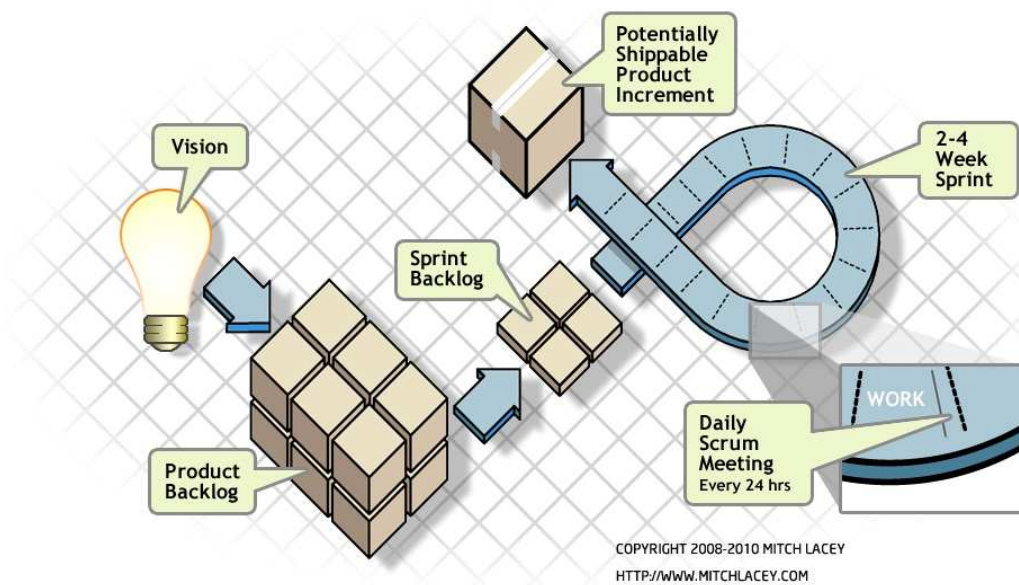 Potentially
Shippable
Product
Increment
Vision
2-4
Week
Sprint
Sprint
Backlog
WORK
Daily
Scrum
Meeting
Every 24 hrs
Product
Backlog
COPYRIGHT 2008-2010 MITCH LACEY
HTTP://WWW.MITCHLACEY.COM